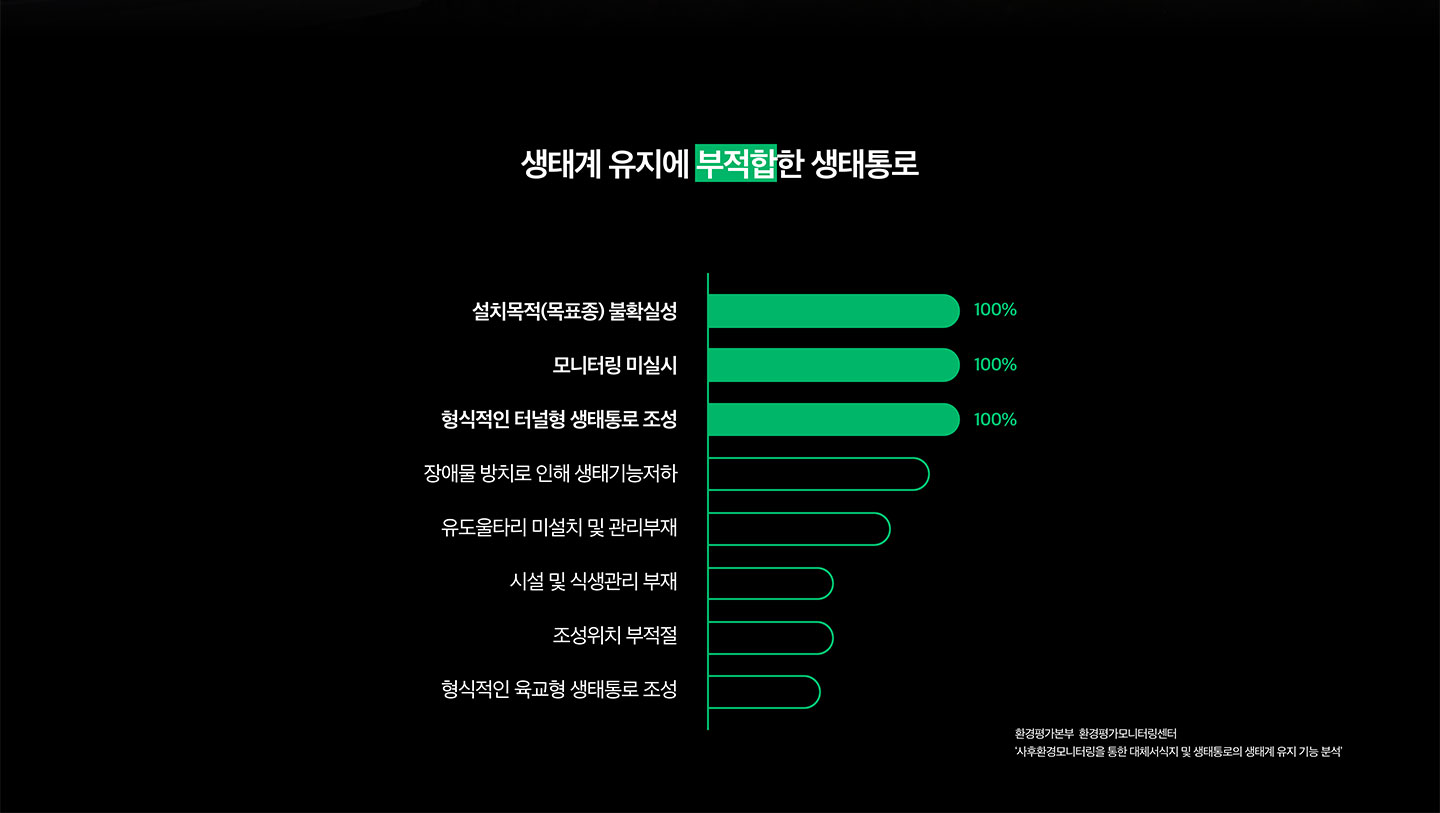 생태계 유지에 부적합한 생태통로
설치목적(목표종) 불확실성
100%
모니터링 미실시
100%
형식적인 터널형 생태통로 조성
100%
장애물 방치로 인해 생태기능저하
유도울타리 미설치 및 관리부재
시설 및 식생관리 부재
조성위치 부적절
형식적인 육교형 생태통로 조성
환경평가본부 환경평가모니터링센터
'사후환경모니터링을 통한 대체서식지 및 생태통로의 생태계 유지 기능 분석'